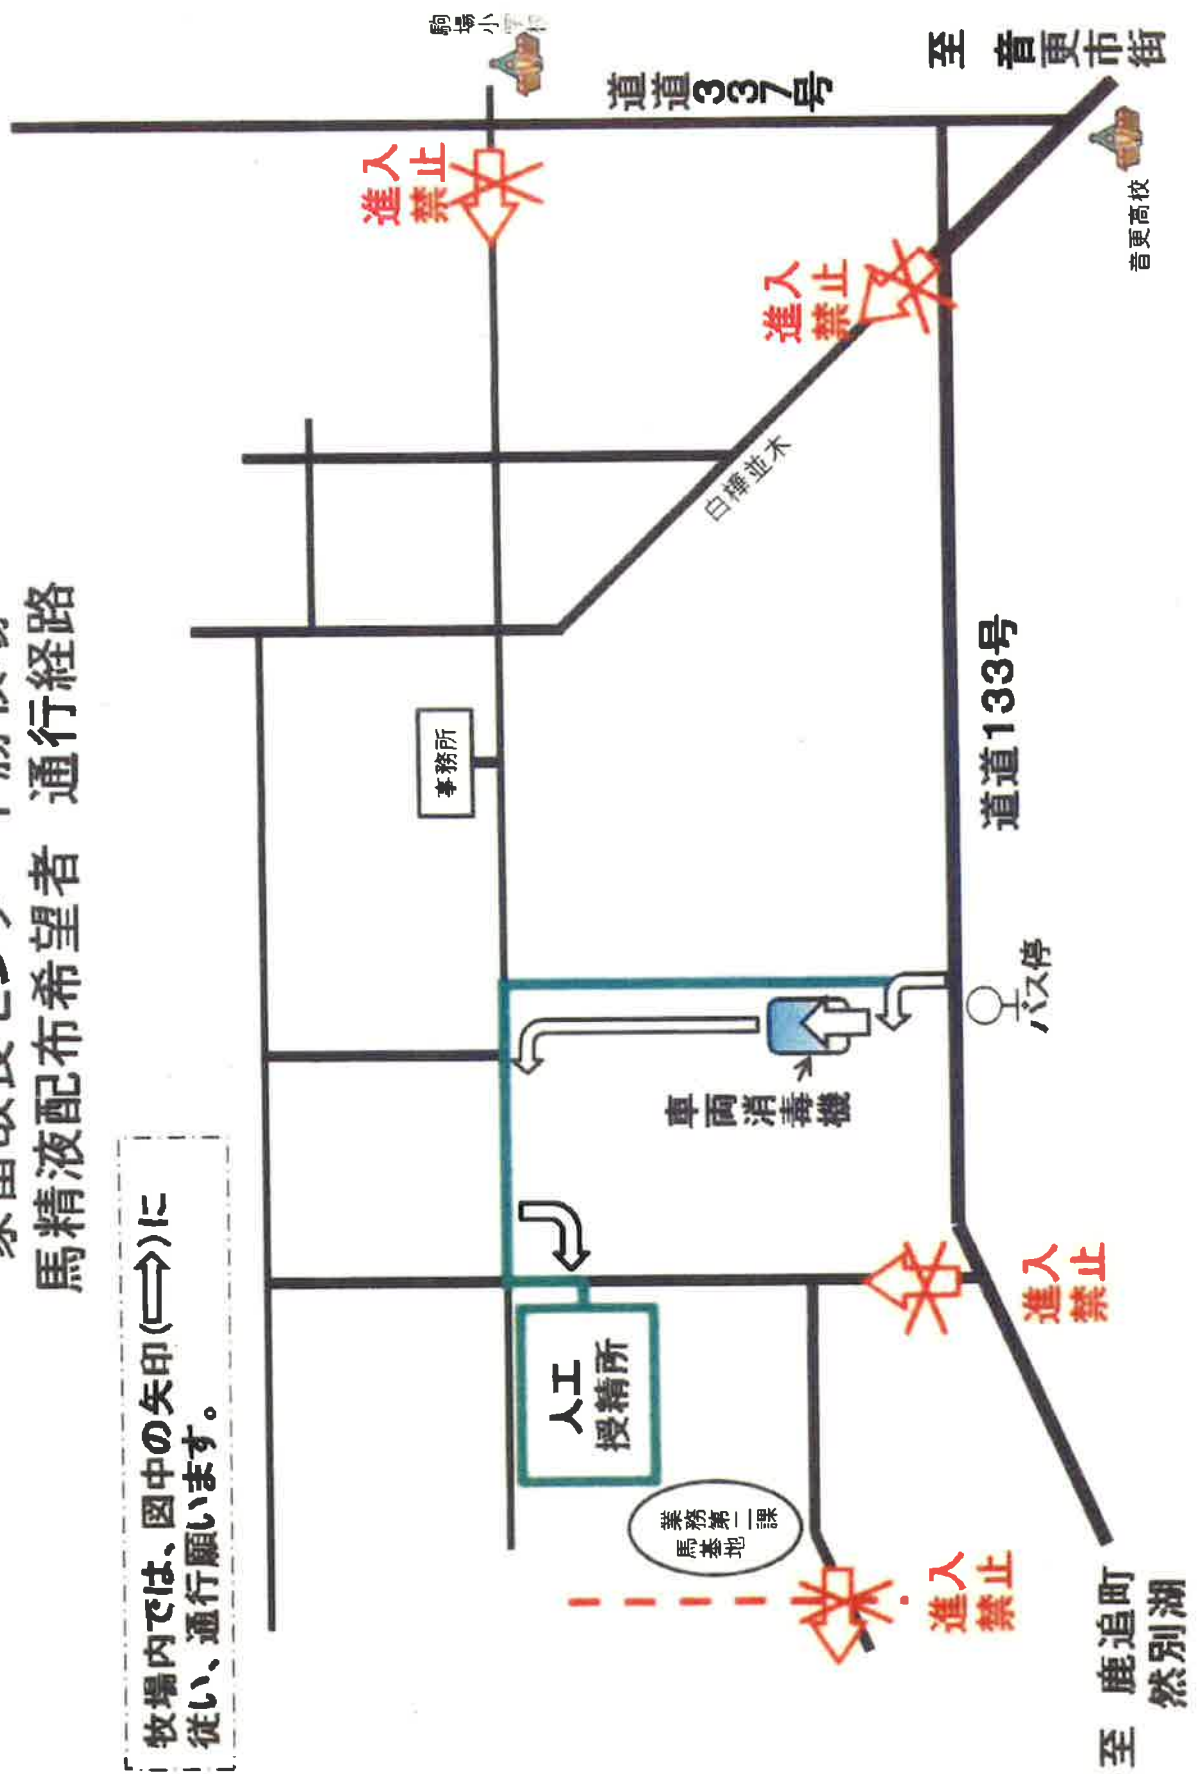 馬精液配布希望者 通行経路
牧場内では、図中の矢印(⇨)に
従い、通行願います。
駒場小学校
進入
禁止
事務所
道道337号
進入
禁止
白樺並木
至 音更市街
音更高校
人工
授精所
車両消毒機
業務第二課
馬基地
道道133号
バス停
進入
禁止
進入
禁止
至 鹿追町
然別湖